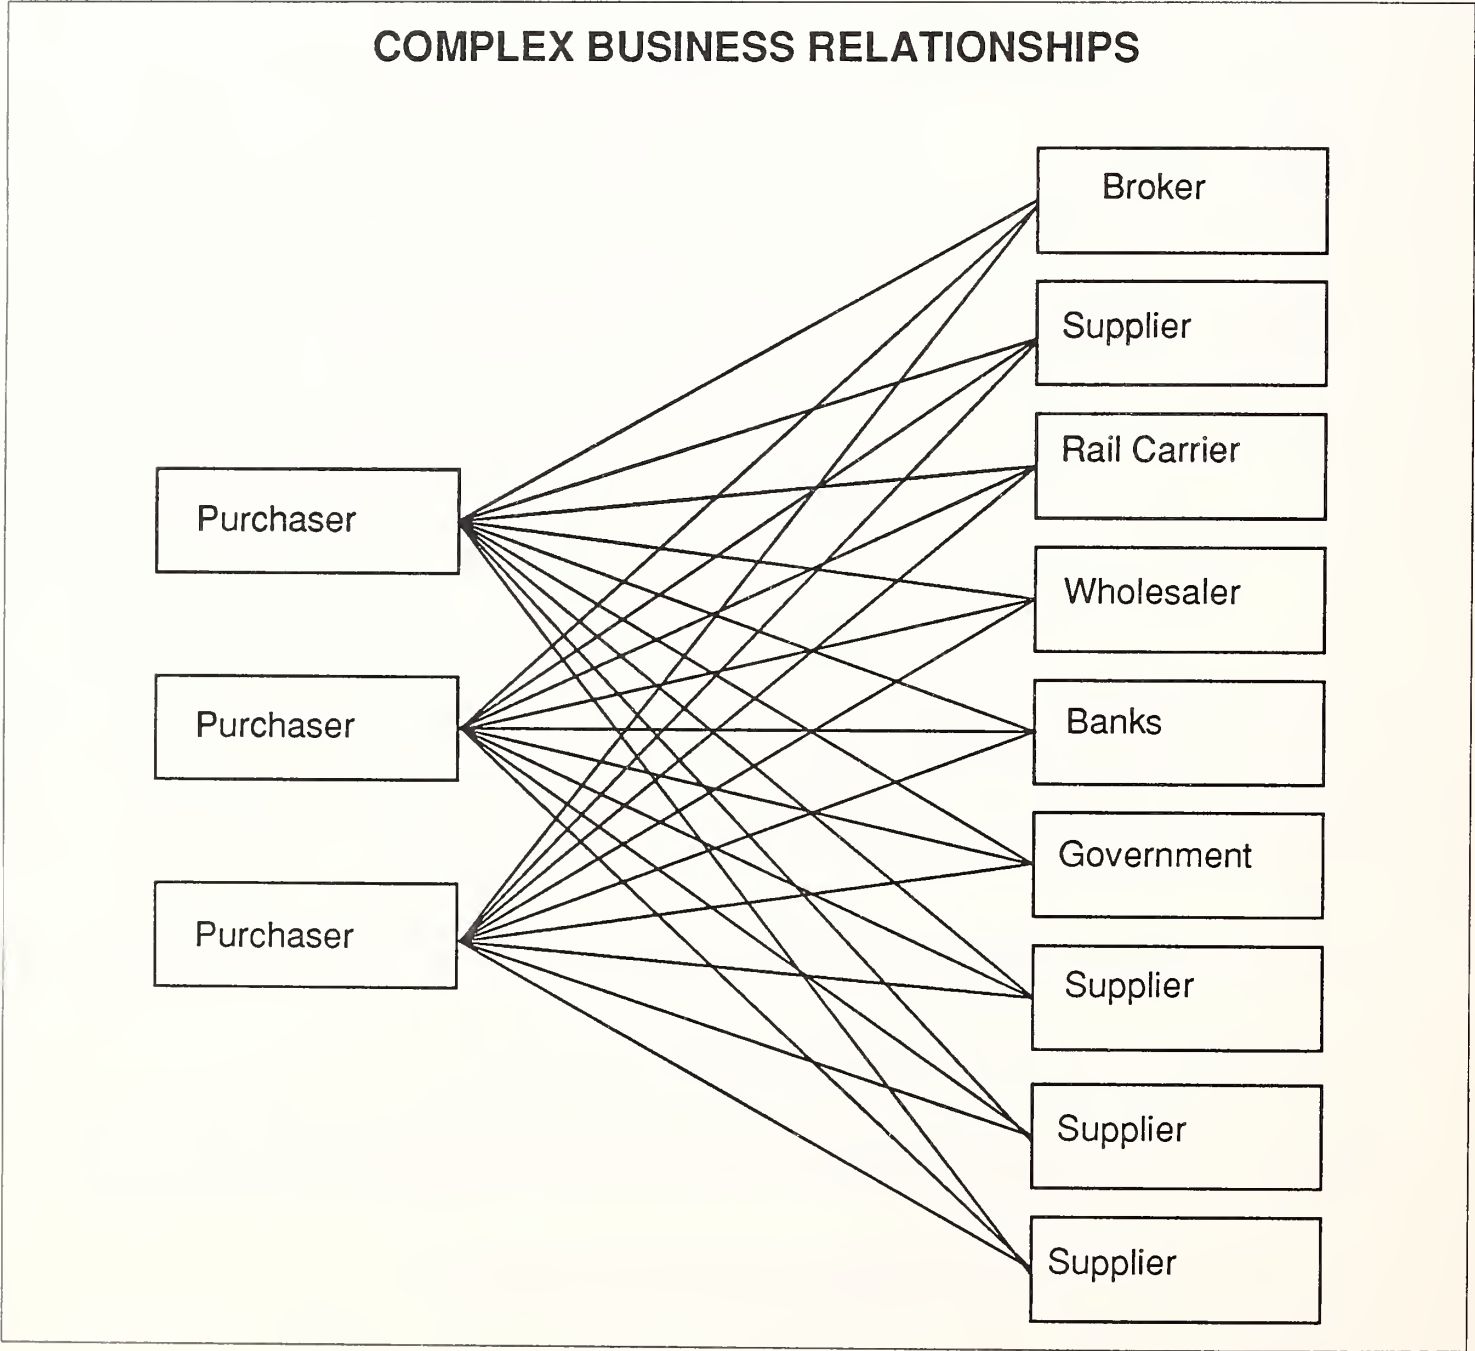 COMPLEX BUSINESS RELATIONSHIPS
Purchaser
Purchaser
Purchaser
Broker
Supplier
Rail Carrier
Wholesaler
Banks
Government
Supplier
Supplier
Supplier